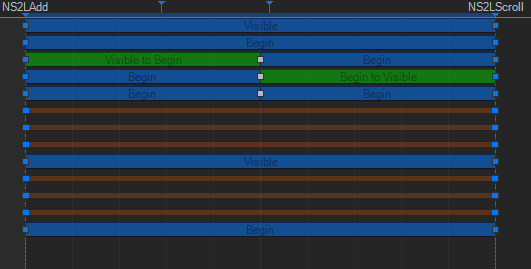 NS2LAdd NS2LScroll
Visible
Begin
Visible to Begin Begin
Begin Begin to Visible
Begin Begin
Visible
Begin